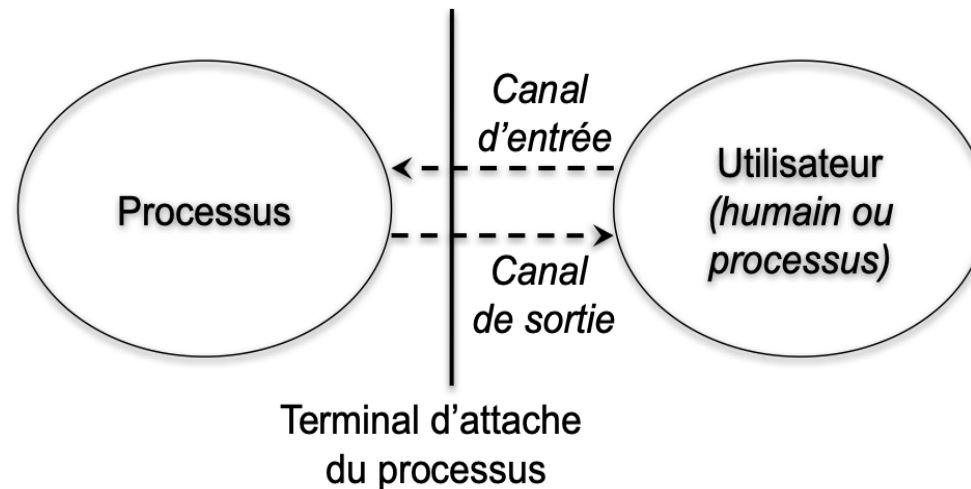 Canal
d’entrée
Processus
Utilisateur
(humain ou
processus)
Canal
de sortie
Terminal d’attache
du processus